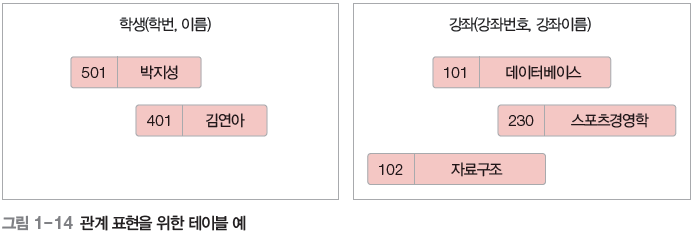 학생(학번, 이름)
501 박지성
401 김연아
강좌(강좌번호, 강좌이름)
101 데이터베이스
230 스포츠경영학
102 자료구조
그림 1-14 관계 표현을 위한 테이블 예